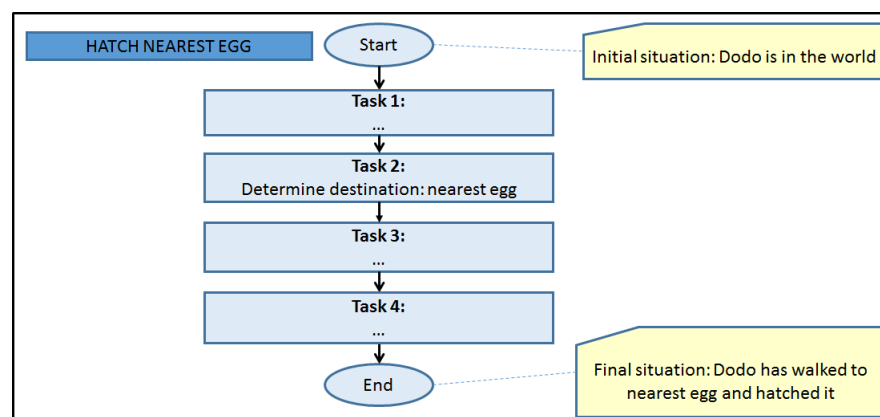 HATCH NEAREST EGG
Start
Initial situation: Dodo is in the world
Task 1:
...
Task 2:
Determine destination: nearest egg
Task 3:
...
Task 4:
...
End
Final situation: Dodo has walked to
nearest egg and hatched it